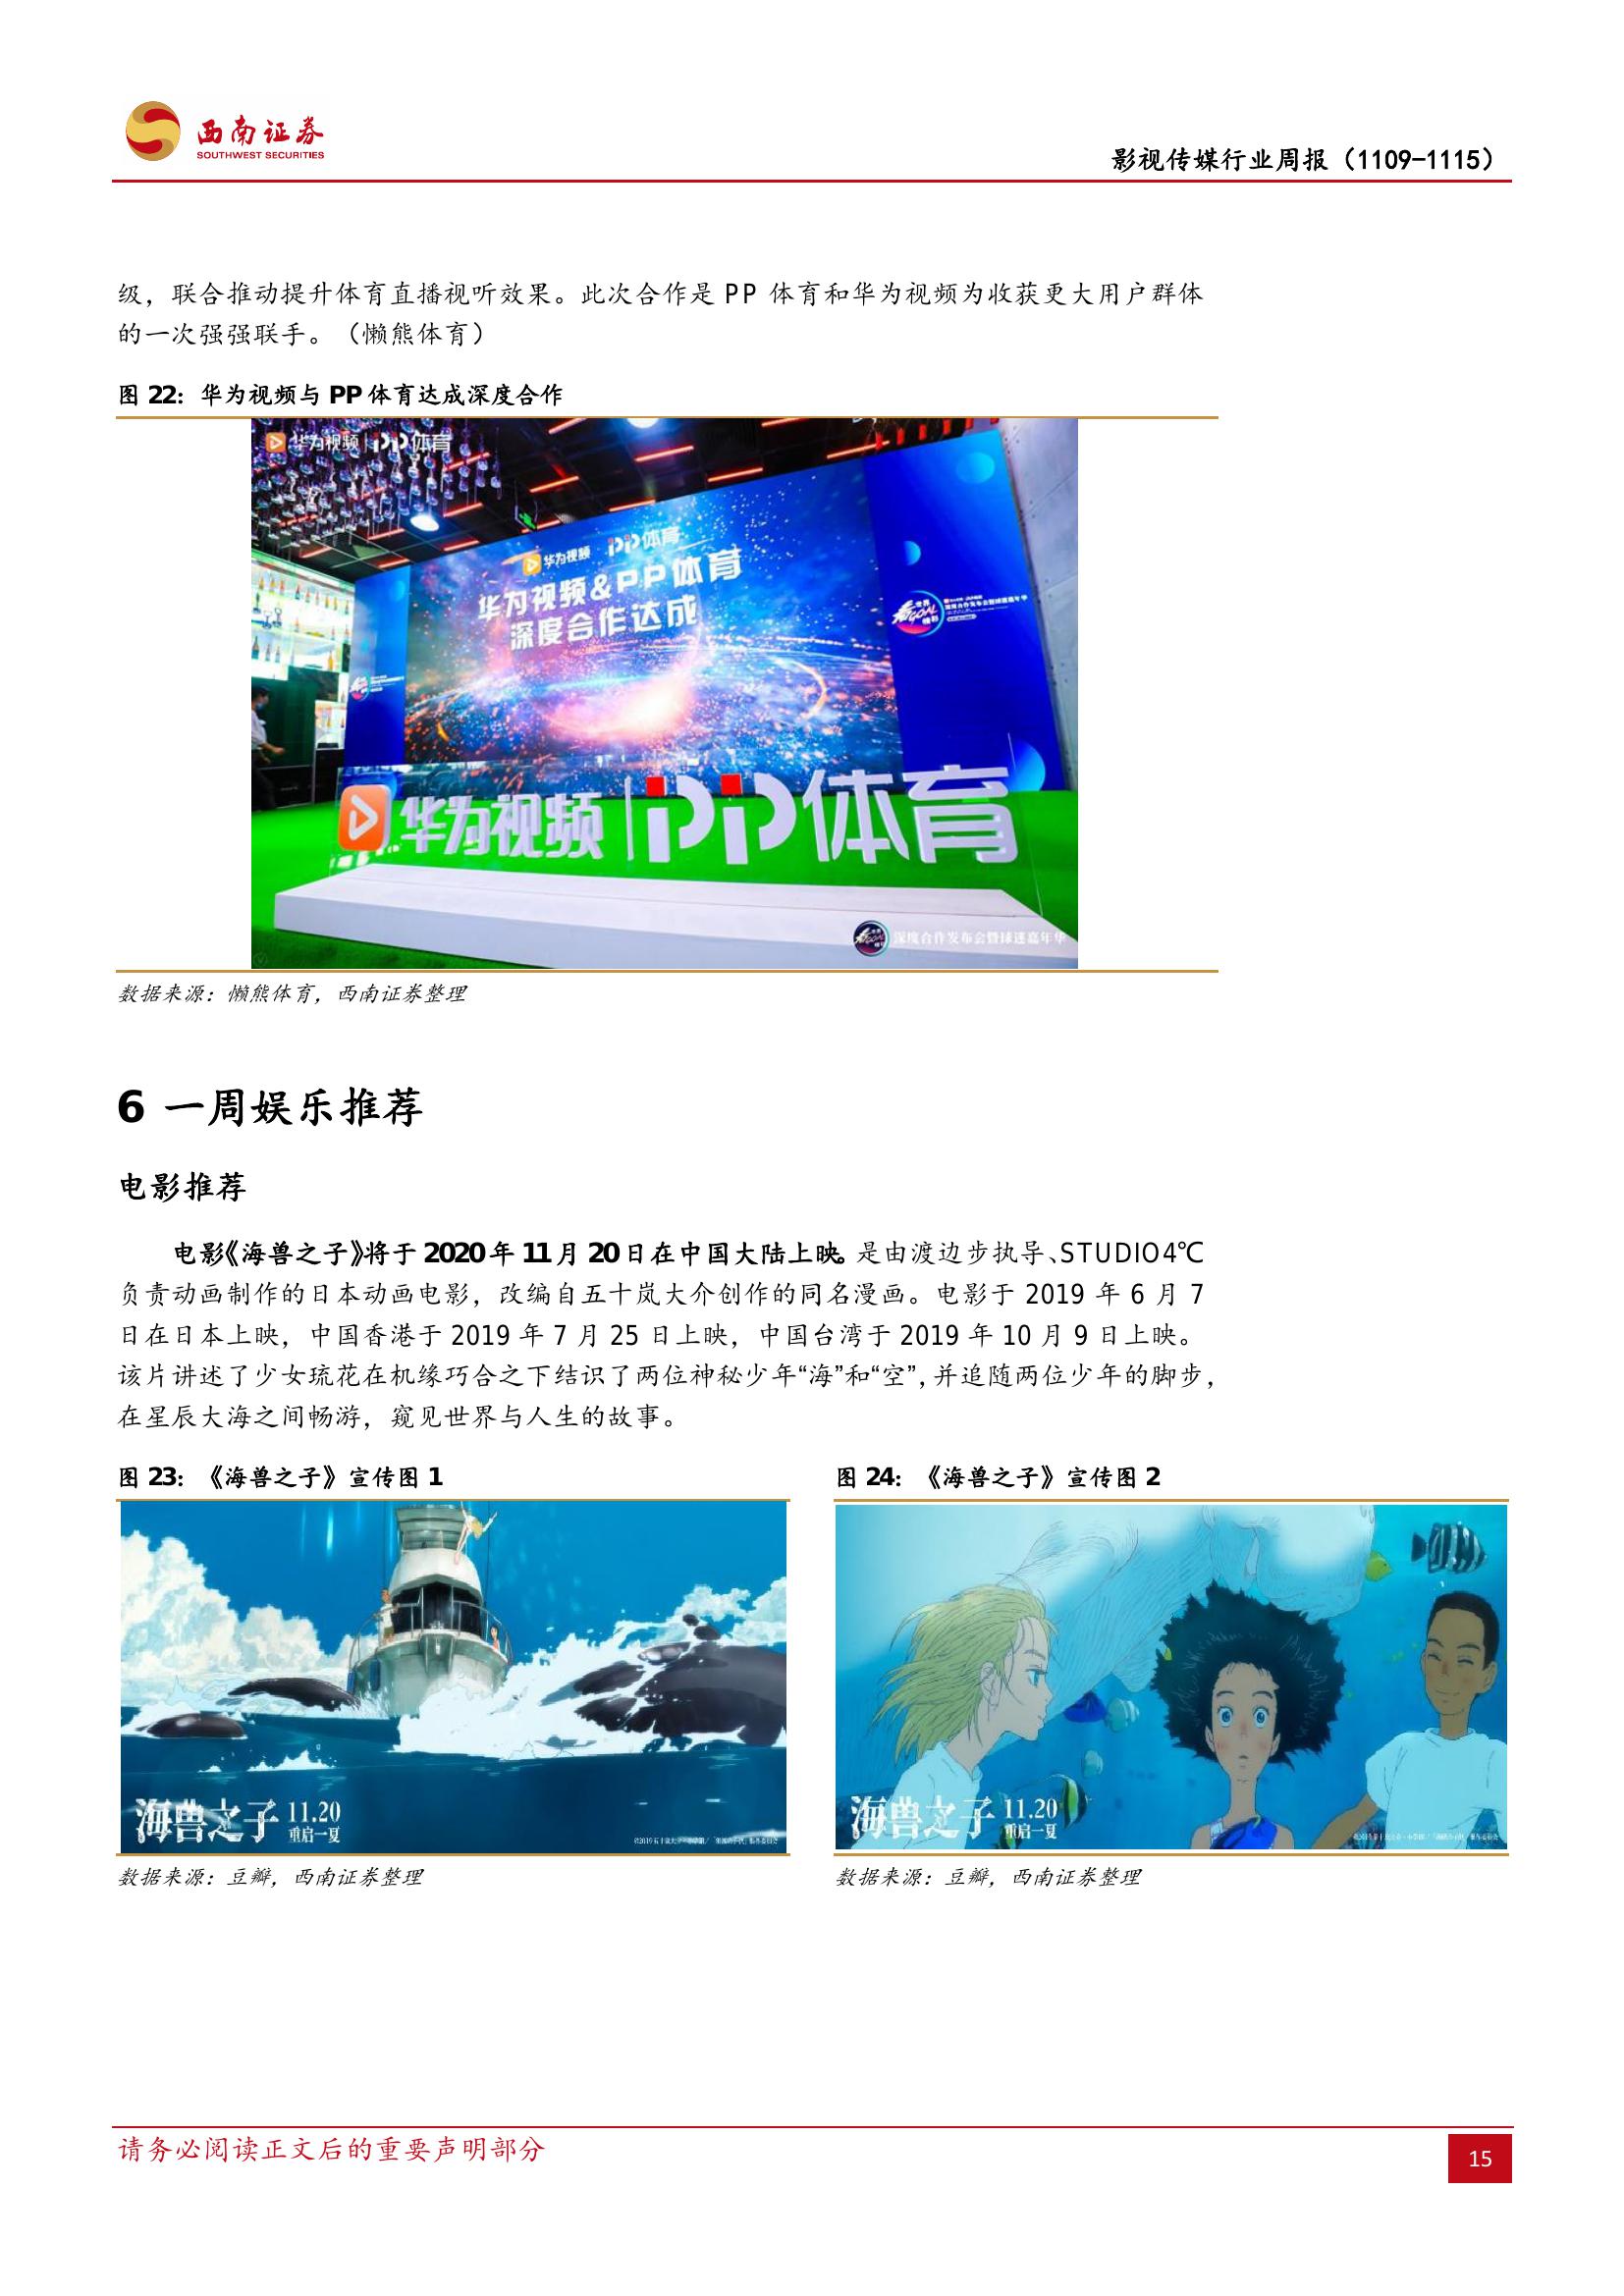 西南证券
SOUTHWEST SECURITIES
影视传媒行业周报（1109-1115）
级，联合推动提升体育直播视听效果。此次合作是 PP 体育和华为视频为收获更大用户群体
的一次强强联手。（懒熊体育）
图 22：华为视频与 PP 体育达成深度合作
华为视频 PP体育
华为视频 PP体育
华为视频&PP体育
深度合作达成
华为视频 PP体育
深度合作发布会暨球迷嘉年华
数据来源：懒熊体育，西南证券整理
6 一周娱乐推荐
电影推荐
电影《海兽之子》将于 2020 年 11 月 20 日在中国大陆上映。是由渡边步执导、STUDIO4℃
负责动画制作的日本动画电影，改编自五十岚大介创作的同名漫画。电影于 2019 年 6 月 7
日在日本上映，中国香港于 2019 年 7 月 25 日上映，中国台湾于 2019 年 10 月 9 日上映。
该片讲述了少女琉花在机缘巧合之下结识了两位神秘少年“海”和“空”，并追随两位少年的脚步，
在星辰大海之间畅游，窥见世界与人生的故事。
图 23：《海兽之子》宣传图 1
海兽之子 11.20
重启一夏
数据来源：豆瓣，西南证券整理
图 24：《海兽之子》宣传图 2
海兽之子 11.20
重启一夏
数据来源：豆瓣，西南证券整理
请务必阅读正文后的重要声明部分
15